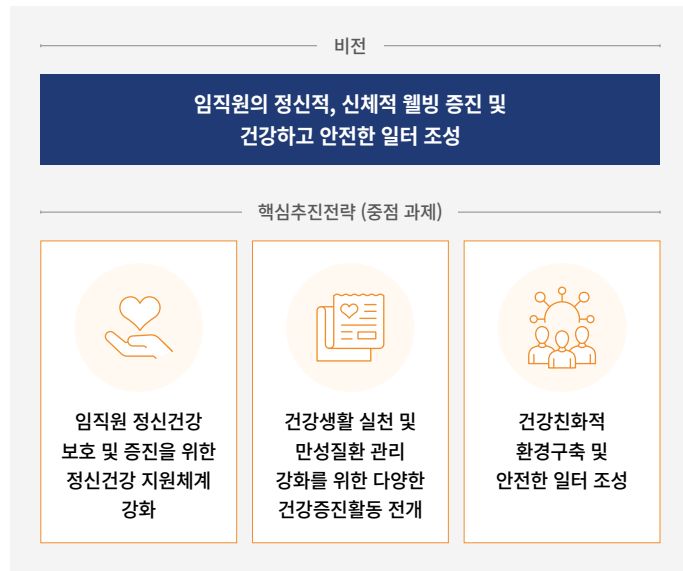 비전
임직원의 정신적, 신체적 웰빙 증진 및
건강하고 안전한 일터 조성
핵심추진전략 (중점 과제)
임직원 정신건강
보호 및 증진을 위한
정신건강 지원체계
강화
건강생활 실천 및
만성질환 관리
강화를 위한 다양한
건강증진활동 전개
건강친화적
환경구축 및
안전한 일터 조성